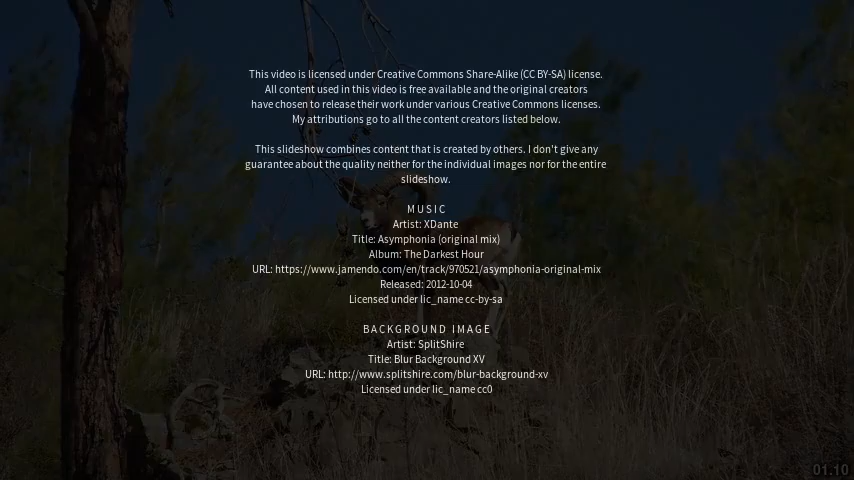 This video is licensed under Creative Commons Share-Alike (CC BY-SA) license.
All content used in this video is free available and the original creators
have chosen to release their work under various Creative Commons licenses.
My attributions go to all the content creators listed below.
This slideshow combines content that is created by others. I don't give any
guarantee about the quality neither for the individual images nor for the entire
slideshow.
MUSIC
Artist: XDante
Title: Asymphonia (original mix)
Album: The Darkest Hour
URL: https://www.jamendo.com/en/track/970521/asymphonia-original-mix
Released: 2012-10-04
Licensed under lic_name cc-by-sa
BACKGROUND IMAGE
Artist: SplitShire
Title: Blur Background XV
URL: http://www.splitshire.com/blur-background-xv
Licensed under lic_name cc0
01.10